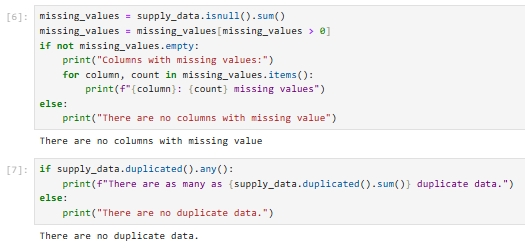 [6]: missing_values = supply_data.isnull().sum()
missing_values = missing_values[missing_values > 0]
if not missing_values.empty:
    print("Columns with missing values:")
    for column, count in missing_values.items():
        print(f"{column}: {count} missing values")
else:
    print("There are no columns with missing value")
There are no columns with missing value
[7]: if supply_data.duplicated().any():
    print(f"There are as many as {supply_data.duplicated().sum()} duplicate data.")
else:
    print("There are no duplicate data.")
There are no duplicate data.